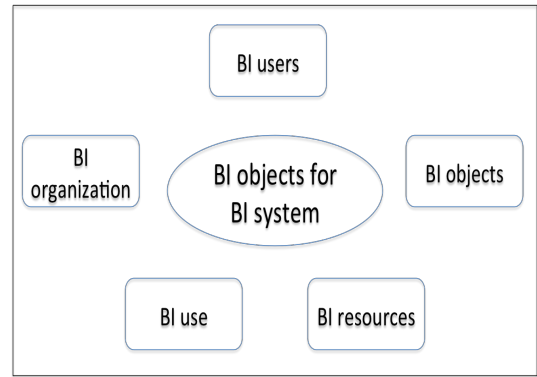 BI users
BI
organization
BI objects for
BI system
BI objects
BI use
BI resources